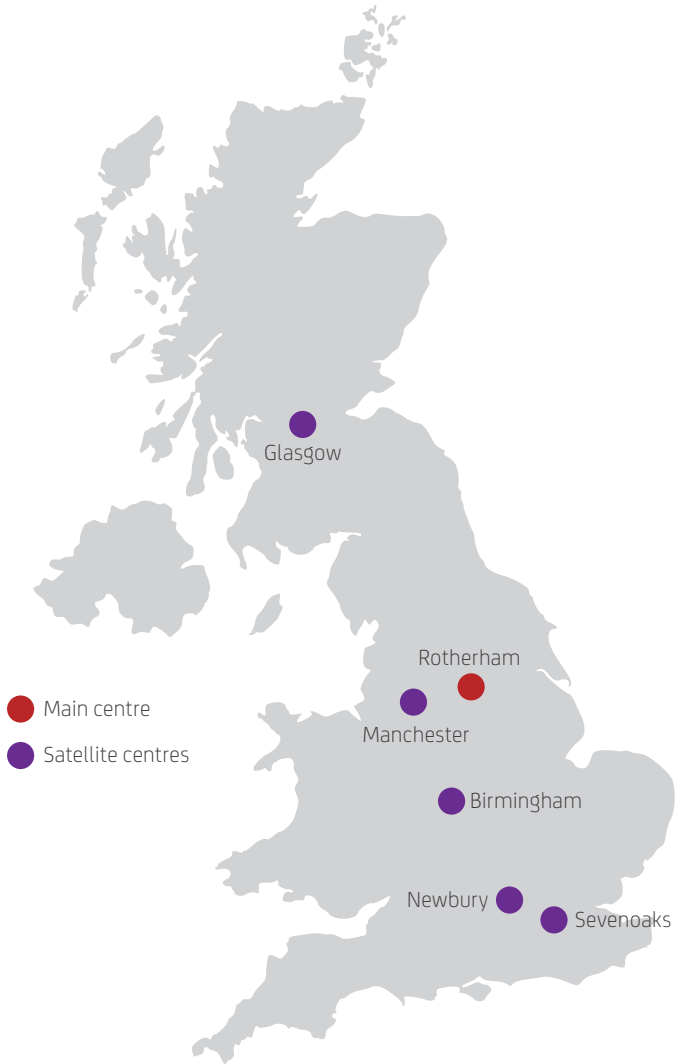 Glasgow
Rotherham
Main centre
Manchester
Satellite centres
Birmingham
Newbury
Sevenoaks